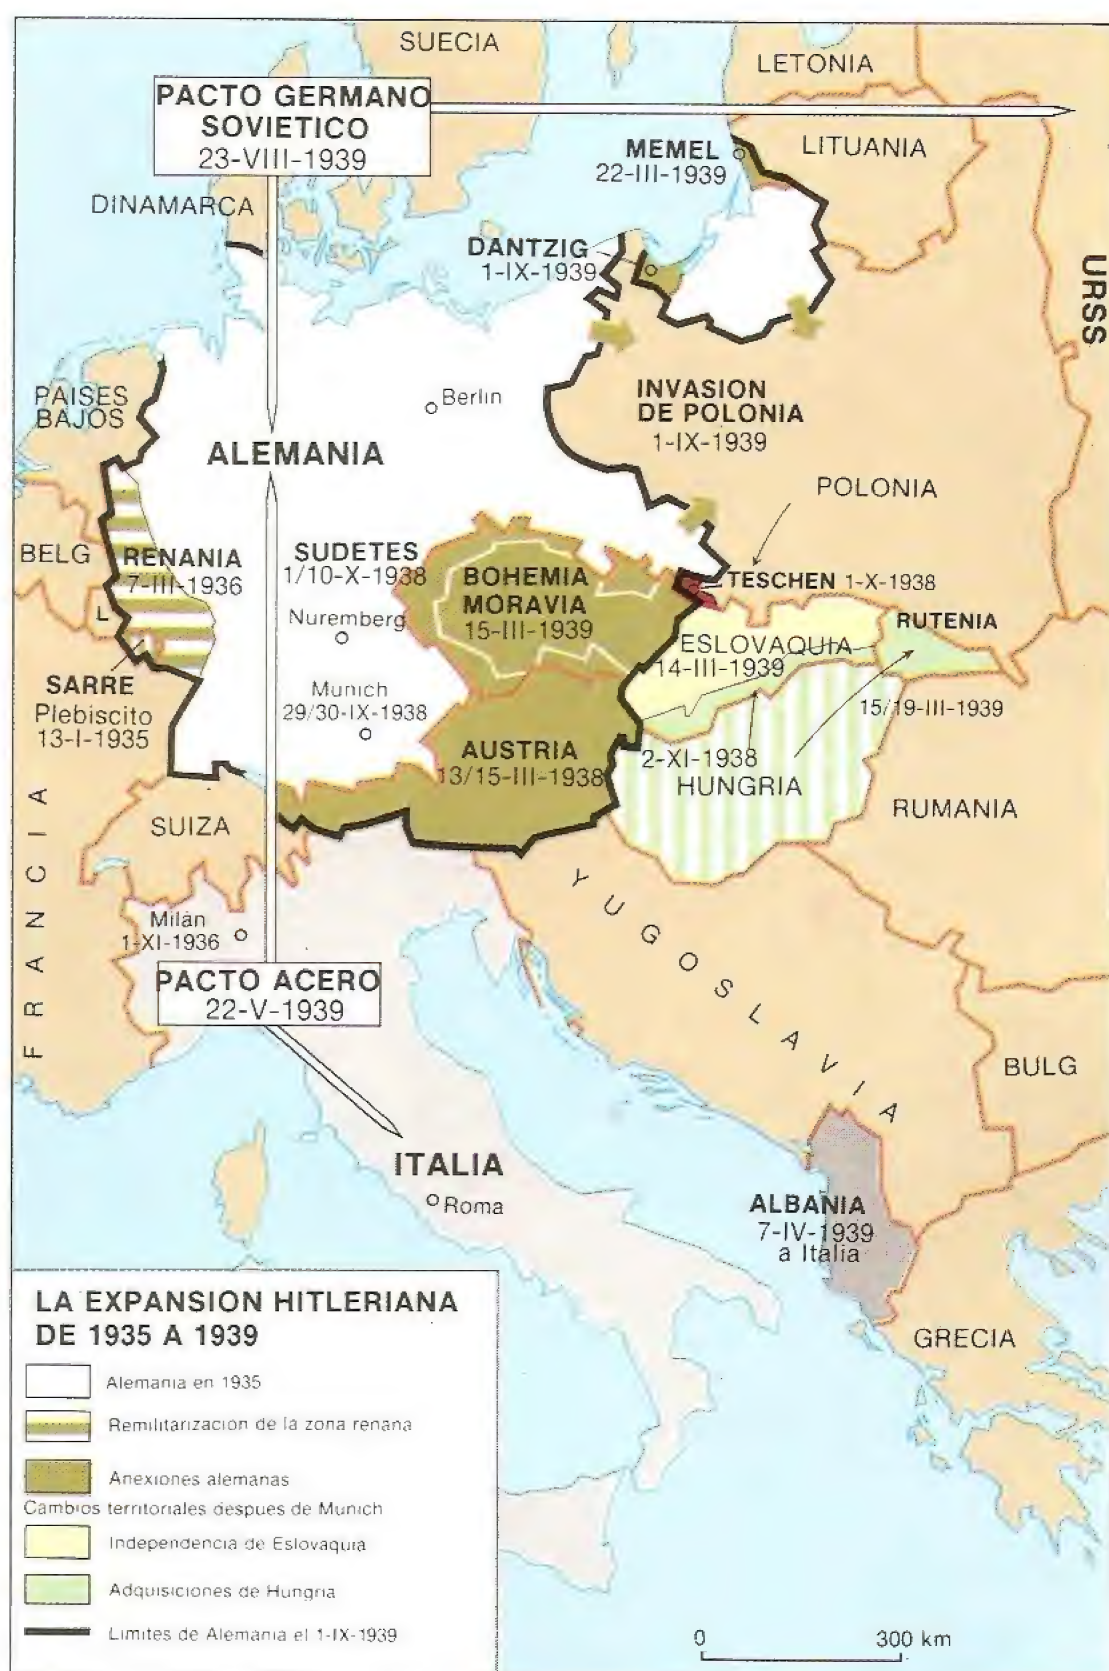 SUECIA
LETONIA
PACTO GERMANO
SOVIETICO
23-VIII-1939
MEMEL
22-III-1939
LITUANIA
DINAMARCA
DANTZIG
1-IX-1939
URSS
PAISES
BAJOS
Berlin
INVASION
DE POLONIA
1-IX-1939
ALEMANIA
POLONIA
BELG
RENANIA
7-III-1936
SUDETES
1/10-X-1938
BOHEMIA
MORAVIA
15-III-1939
TESCHEN 1-X-1938
L
Nuremberg
RUTENIA
ESLOVAQUIA
14-III-1939
SARRE
Plebiscito
13-I-1935
Munich
29/30-IX-1938
15/19-III-1939
AUSTRIA
13/15-III-1938
2-XI-1938
HUNGRIA
RUMANIA
SUIZA
FRANCIA
YUGOSLAVIA
Milán
1-XI-1936
PACTO ACERO
22-V-1939
BULG
ITALIA
Roma
ALBANIA
7-IV-1939
a Italia
GRECIA
LA EXPANSION HITLERIANA
DE 1935 A 1939
Alemania en 1935
Remilitarización de la zona renana
Anexiones alemanas
Cambios territoriales despues de Munich
Independencia de Eslovaquia
Adquisiciones de Hungria
Limites de Alemania el 1-IX-1939
0 300 km